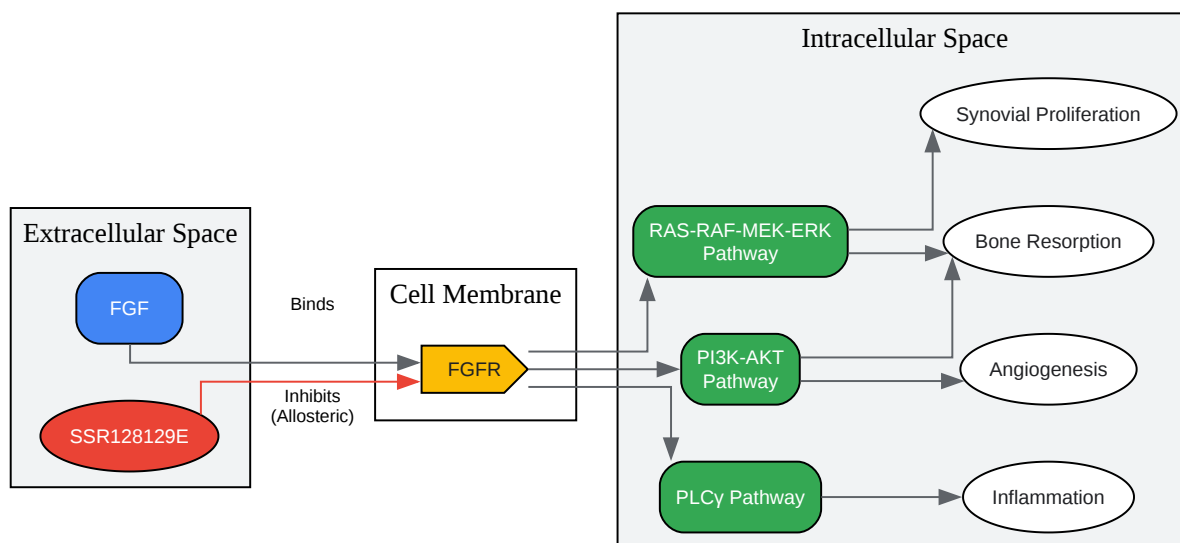 Intracellular Space
Synovial Proliferation
Extracellular Space
RAS-RAF-MEK-ERK
Pathway
Bone Resorption
FGF
Binds
Cell Membrane
FGFR
PI3K-AKT
Pathway
Angiogenesis
Inhibits
(Allosteric)
SSR128129E
PLCγ Pathway
Inflammation